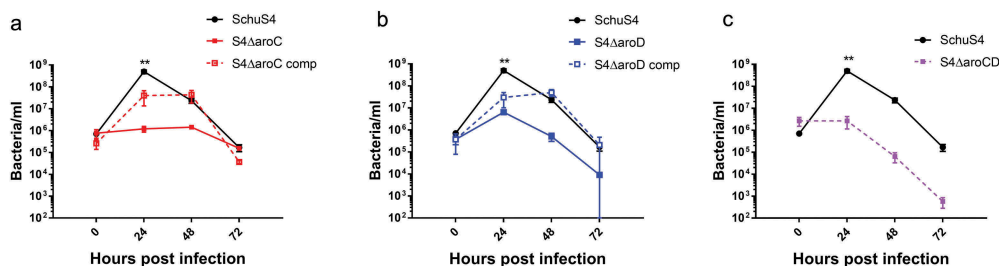 a
SchuS4
S4ΔaroC
S4ΔaroC comp
**
Bacteria/ml
10⁹
10⁸
10⁷
10⁶
10⁵
10⁴
10³
10²
0
24
48
72
Hours post infection
b
SchuS4
S4ΔaroD
S4ΔaroD comp
**
Bacteria/ml
10⁹
10⁸
10⁷
10⁶
10⁵
10⁴
10³
10²
0
24
48
72
Hours post infection
c
SchuS4
S4ΔaroCD
**
Bacteria/ml
10⁹
10⁸
10⁷
10⁶
10⁵
10⁴
10³
10²
0
24
48
72
Hours post infection